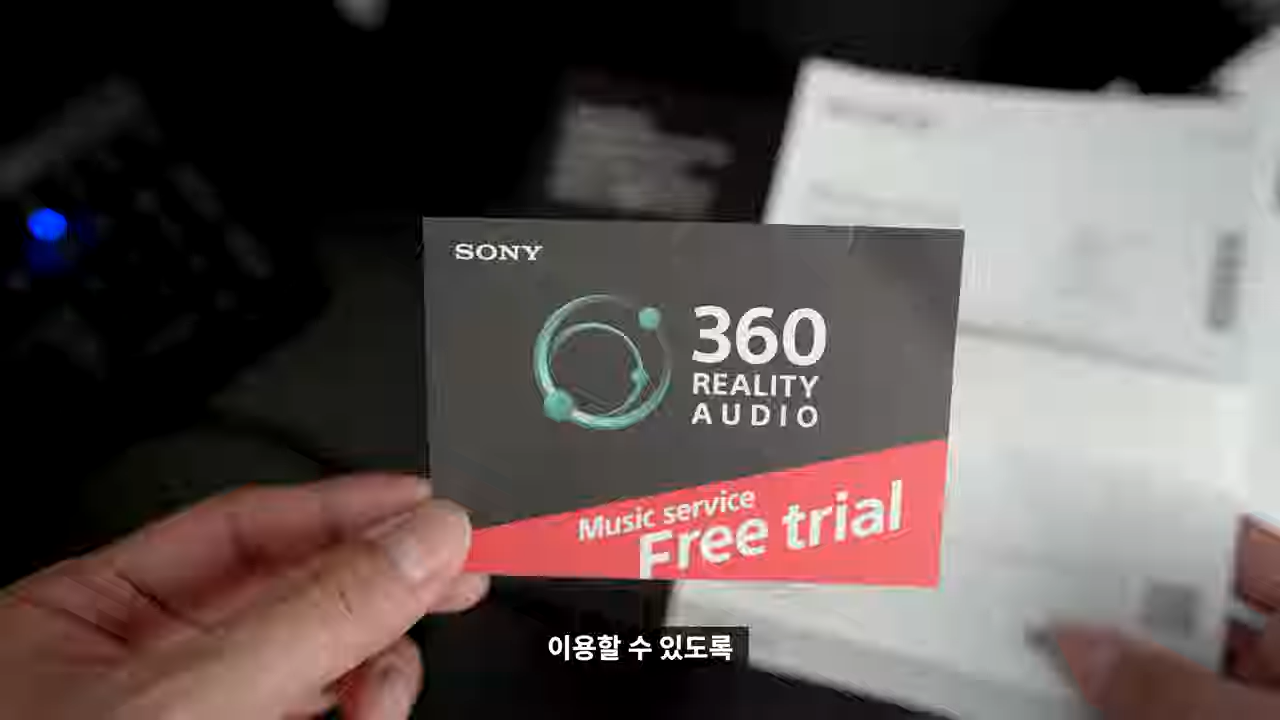 SONY
360
REALITY
AUDIO
Music service
Free trial
이용할 수 있도록